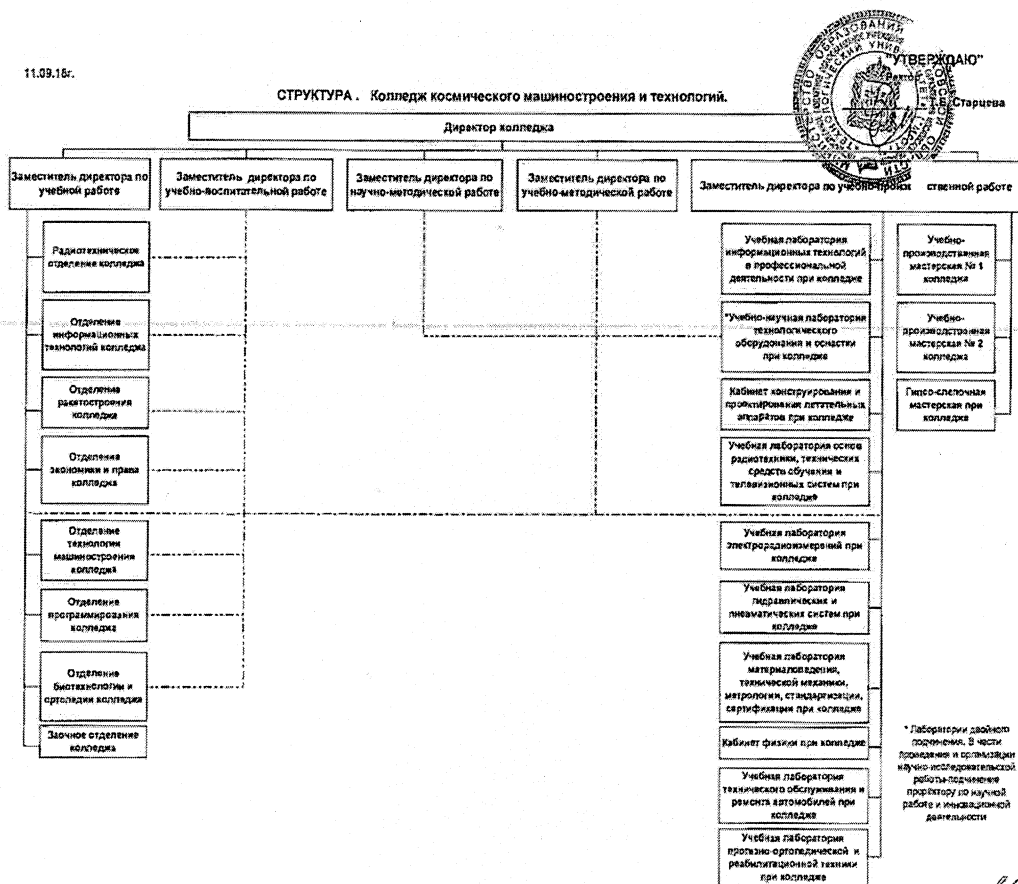 11.09.18г.
"УТВЕРЖДАЮ"
Ректор
Т.Е. Старцева
СТРУКТУРА . Колледж космического машиностроения и технологий.
Директор колледжа
Заместитель директора по
учебной работе
Заместитель директора по
учебно-воспитательной работе
Заместитель директора по
научно-методической работе
Заместитель директора по
учебно-методической работе
Заместитель директора по учебно-произ ственной работе
Радиотехническое
отделение колледжа
Отделение
информационных
технологий колледжа
Отделение
ракетостроения
колледжа
Отделение
экономики и права
колледжа
Отделение
технологии
машиностроения
колледжа
Отделение
программирования
колледжа
Отделение
биотехнологии и
ортопедии колледжа
Заочное отделение
колледжа
Учебная лаборатория
информационных технологий
в профессиональной
деятельности при колледже
*Учебно-научная лаборатория
технологического
оборудования и оснастки
при колледже
Кабинет конструирования и
проектирования летательных
аппаратов при колледже
Учебная лаборатория основ
радиотехники, технических
средств обучения и
телевизионных систем при
колледже
Учебная лаборатория
электрорадиоизмерений при
колледже
Учебная лаборатория
гидравлических и
пневматических систем при
колледже
Учебная лаборатория
материаловедения,
технической механики,
метрологии, стандартизации,
сертификации при колледже
Кабинет физики при колледже
Учебная лаборатория
технического обслуживания и
ремонта автомобилей при
колледже
Учебная лаборатория
протезно-ортопедической и
реабилитационной техники
при колледже
Учебно-
производственная
мастерская № 1
колледжа
Учебно-
производственная
мастерская № 2
колледжа
Гипсо-слепочная
мастерская при
колледже
* Лаборатории двойного
подчинения. В части
проведения и организации
научно-исследовательской
работы-подчинение
проректору по научной
работе и инновационной
деятельности